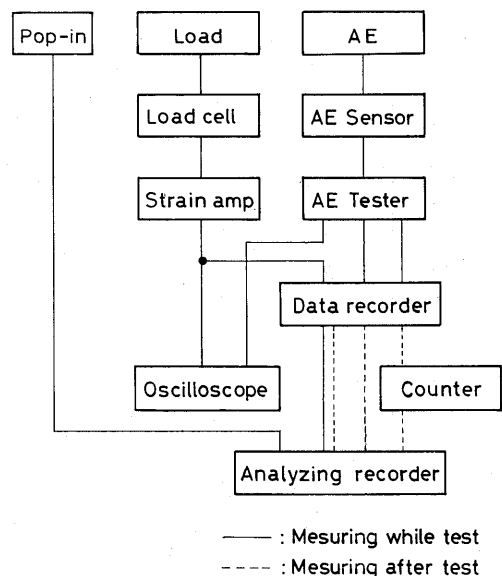 Pop-in
Load
AE
Load cell
AE Sensor
Strain amp
AE Tester
Data recorder
Oscilloscope
Counter
Analyzing recorder
—— : Mesuring while test
---- : Mesuring after test